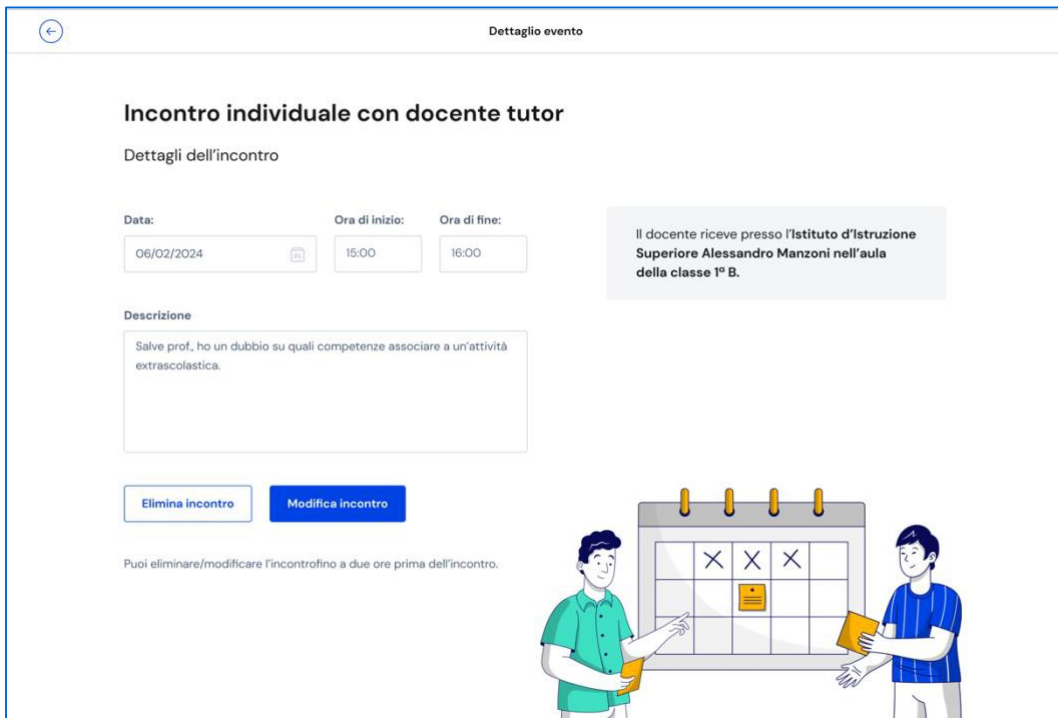 Dettaglio evento
Incontro individuale con docente tutor
Dettagli dell'incontro
Data:
Ora di inizio:
Ora di fine:
06/02/2024
15:00
16:00
Il docente riceve presso l'Istituto d'Istruzione
Superiore Alessandro Manzoni nell'aula
della classe 1ª B.
Descrizione
Salve prof., ho un dubbio su quali competenze associare a un'attività
extrascolastica.
Elimina incontro
Modifica incontro
Puoi eliminare/modificare l'incontrofino a due ore prima dell'incontro.